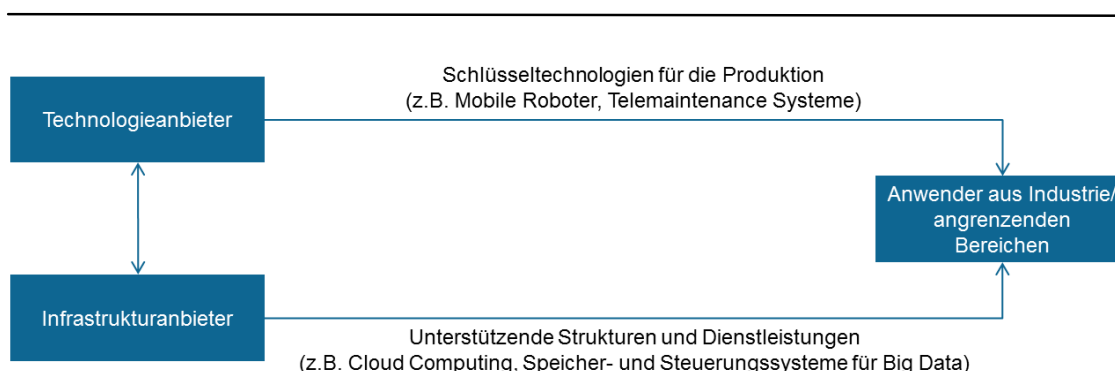 Schlüsseltechnologien für die Produktion
(z.B. Mobile Roboter, Telemaintenance Systeme)
Technologieanbieter
Anwender aus Industrie/
angrenzenden
Bereichen
Infrastrukturanbieter
Unterstützende Strukturen und Dienstleistungen
(z.B. Cloud Computing, Speicher- und Steuerungssysteme für Big Data)